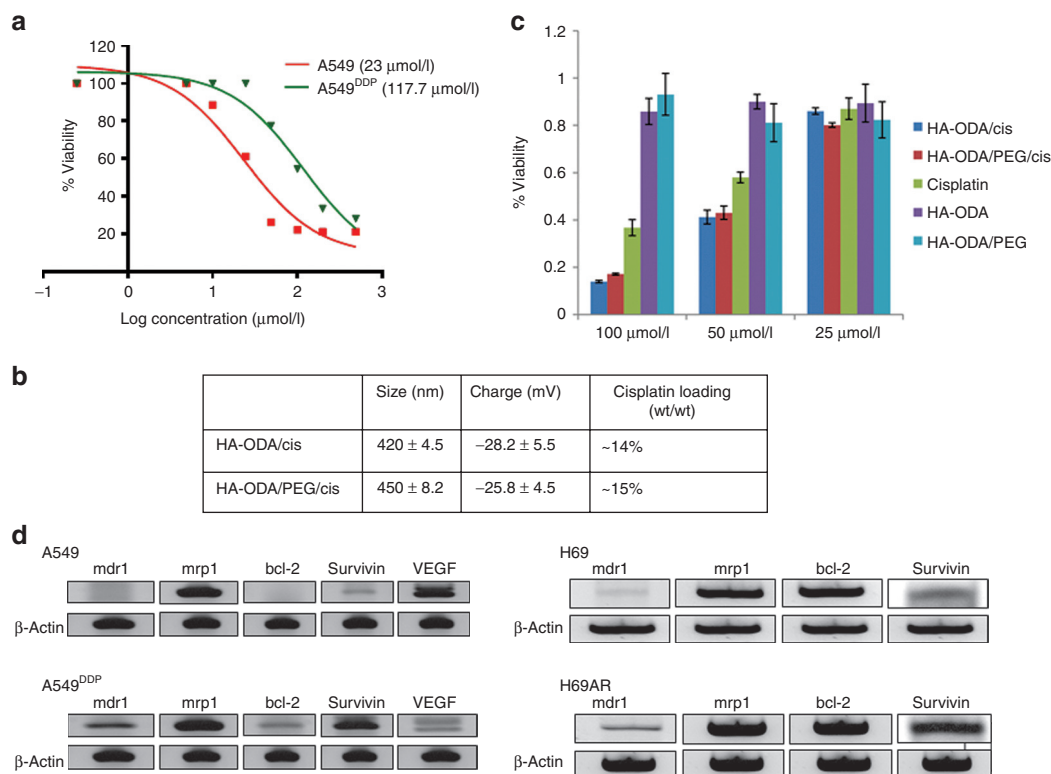 a
120
100
80
60
40
20
% Viability
−1
0
1
2
3
Log concentration (μmol/l)
A549 (23 μmol/l)
A549DDP (117.7 μmol/l)
c
1.2
1
0.8
0.6
0.4
0.2
0
% Viability
100 μmol/l
50 μmol/l
25 μmol/l
HA-ODA/cis
HA-ODA/PEG/cis
Cisplatin
HA-ODA
HA-ODA/PEG
b
Size (nm) Charge (mV) Cisplatin loading
(wt/wt)
HA-ODA/cis 420 ± 4.5 −28.2 ± 5.5 ~14%
HA-ODA/PEG/cis 450 ± 8.2 −25.8 ± 4.5 ~15%
d
A549
mdr1 mrp1 bcl-2 Survivin VEGF
β-Actin
H69
mdr1 mrp1 bcl-2 Survivin
β-Actin
A549DDP
mdr1 mrp1 bcl-2 Survivin VEGF
β-Actin
H69AR
mdr1 mrp1 bcl-2 Survivin
β-Actin